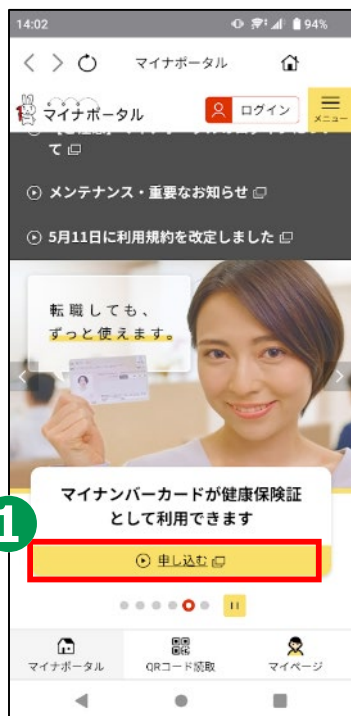 14:02
94%
マイナポータル
マイナポータル
ログイン
メニュー
て
メンテナンス・重要なお知らせ
5月11日に利用規約を改定しました
転職しても、
ずっと使えます。
1
マイナンバーカードが健康保険証
として利用できます
申し込む
マイナポータル
QRコード読取
マイページ